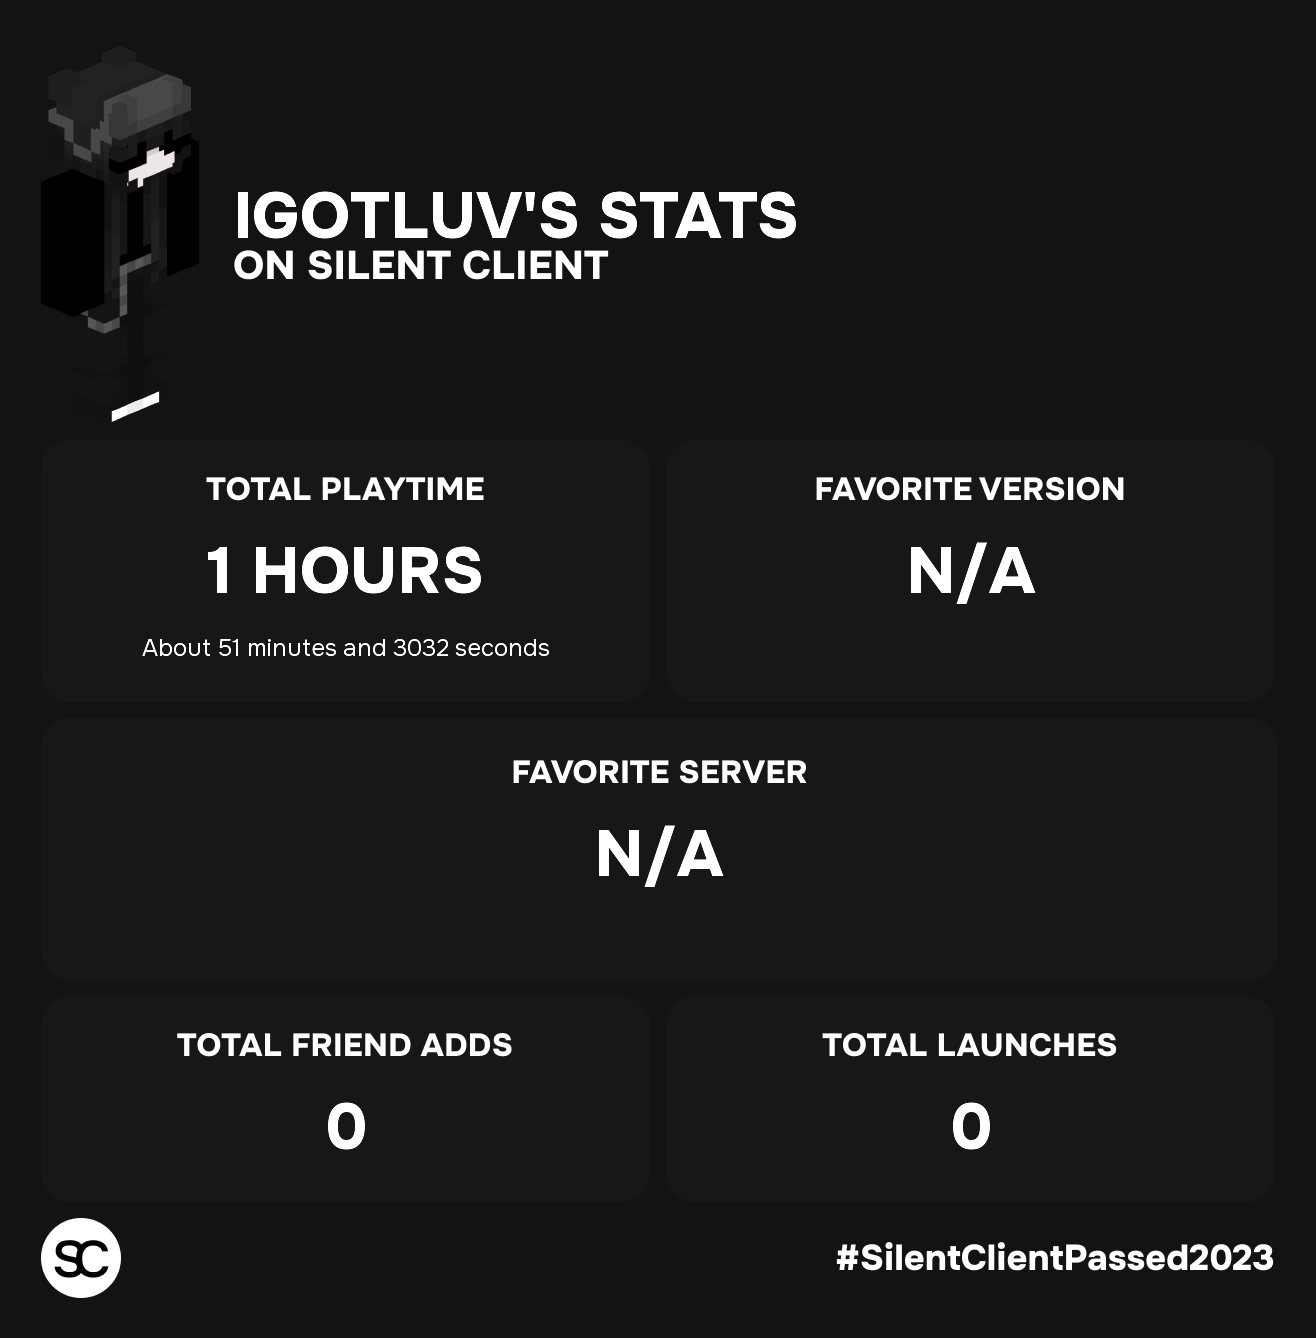 IGOTLUV'S STATS
ON SILENT CLIENT
TOTAL PLAYTIME
1 HOURS
About 51 minutes and 3032 seconds
FAVORITE VERSION
N/A
FAVORITE SERVER
N/A
TOTAL FRIEND ADDS
0
TOTAL LAUNCHES
0
SC
#SilentClientPassed2023